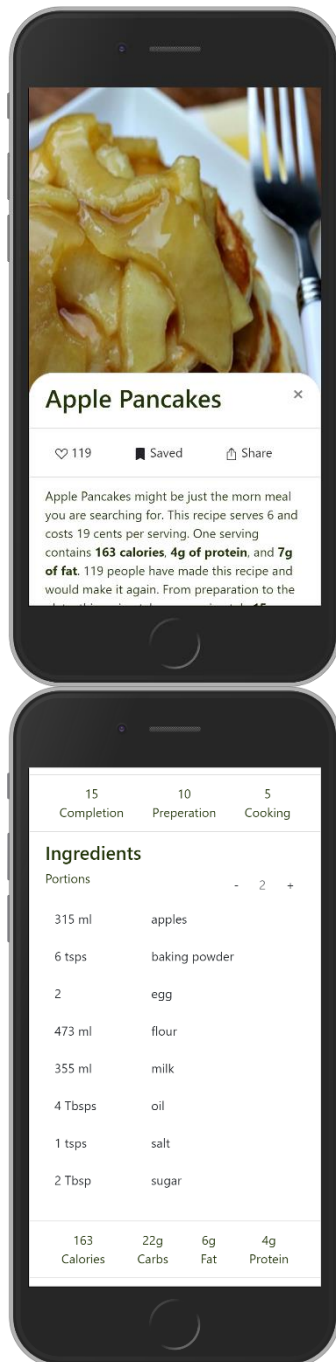 Apple Pancakes ×
119 Saved Share
Apple Pancakes might be just the morn meal
you are searching for. This recipe serves 6 and
costs 19 cents per serving. One serving
contains 163 calories, 4g of protein, and 7g
of fat. 119 people have made this recipe and
would make it again. From preparation to the
15 10 5
Completion Preperation Cooking
Ingredients
Portions - 2 +
315 ml apples
6 tsps baking powder
2 egg
473 ml flour
355 ml milk
4 Tbsps oil
1 tsps salt
2 Tbsp sugar
163 22g 6g 4g
Calories Carbs Fat Protein